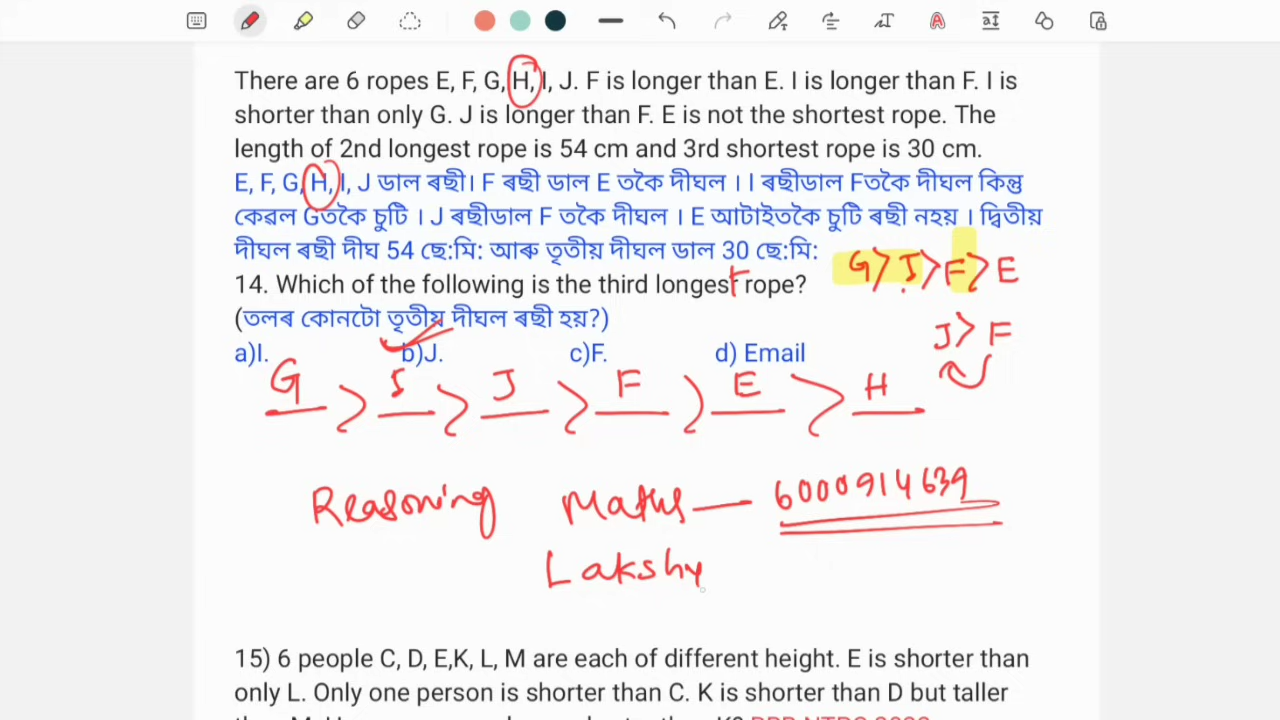 There are 6 ropes E, F, G, H, I, J. F is longer than E. I is longer than F. I is
shorter than only G. J is longer than F. E is not the shortest rope. The
length of 2nd longest rope is 54 cm and 3rd shortest rope is 30 cm.
E, F, G, H, I, J ডাল ৰছী। F ৰছী ডাল E তকৈ দীঘল । I ৰছীডাল Fতকৈ দীঘল কিন্তু
কেৱল Gতকৈ চুটি । J ৰছীডাল F তকৈ দীঘল । E আটাইতকৈ চুটি ৰছী নহয় । দ্বিতীয়
দীঘল ৰছী দীঘ 54 ছে:মি: আৰু তৃতীয় দীঘল ডাল 30 ছে:মি:
G > I > F > E
14. Which of the following is the third longest rope?
(তলৰ কোনটো তৃতীয় দীঘল ৰছী হয়?)
J > F
a)I. b)J. c)F. d) Email
G > I > J > F > E > H
Reasoning Maths — 6000914639
Lakshy
15) 6 people C, D, E,K, L, M are each of different height. E is shorter than
only L. Only one person is shorter than C. K is shorter than D but taller